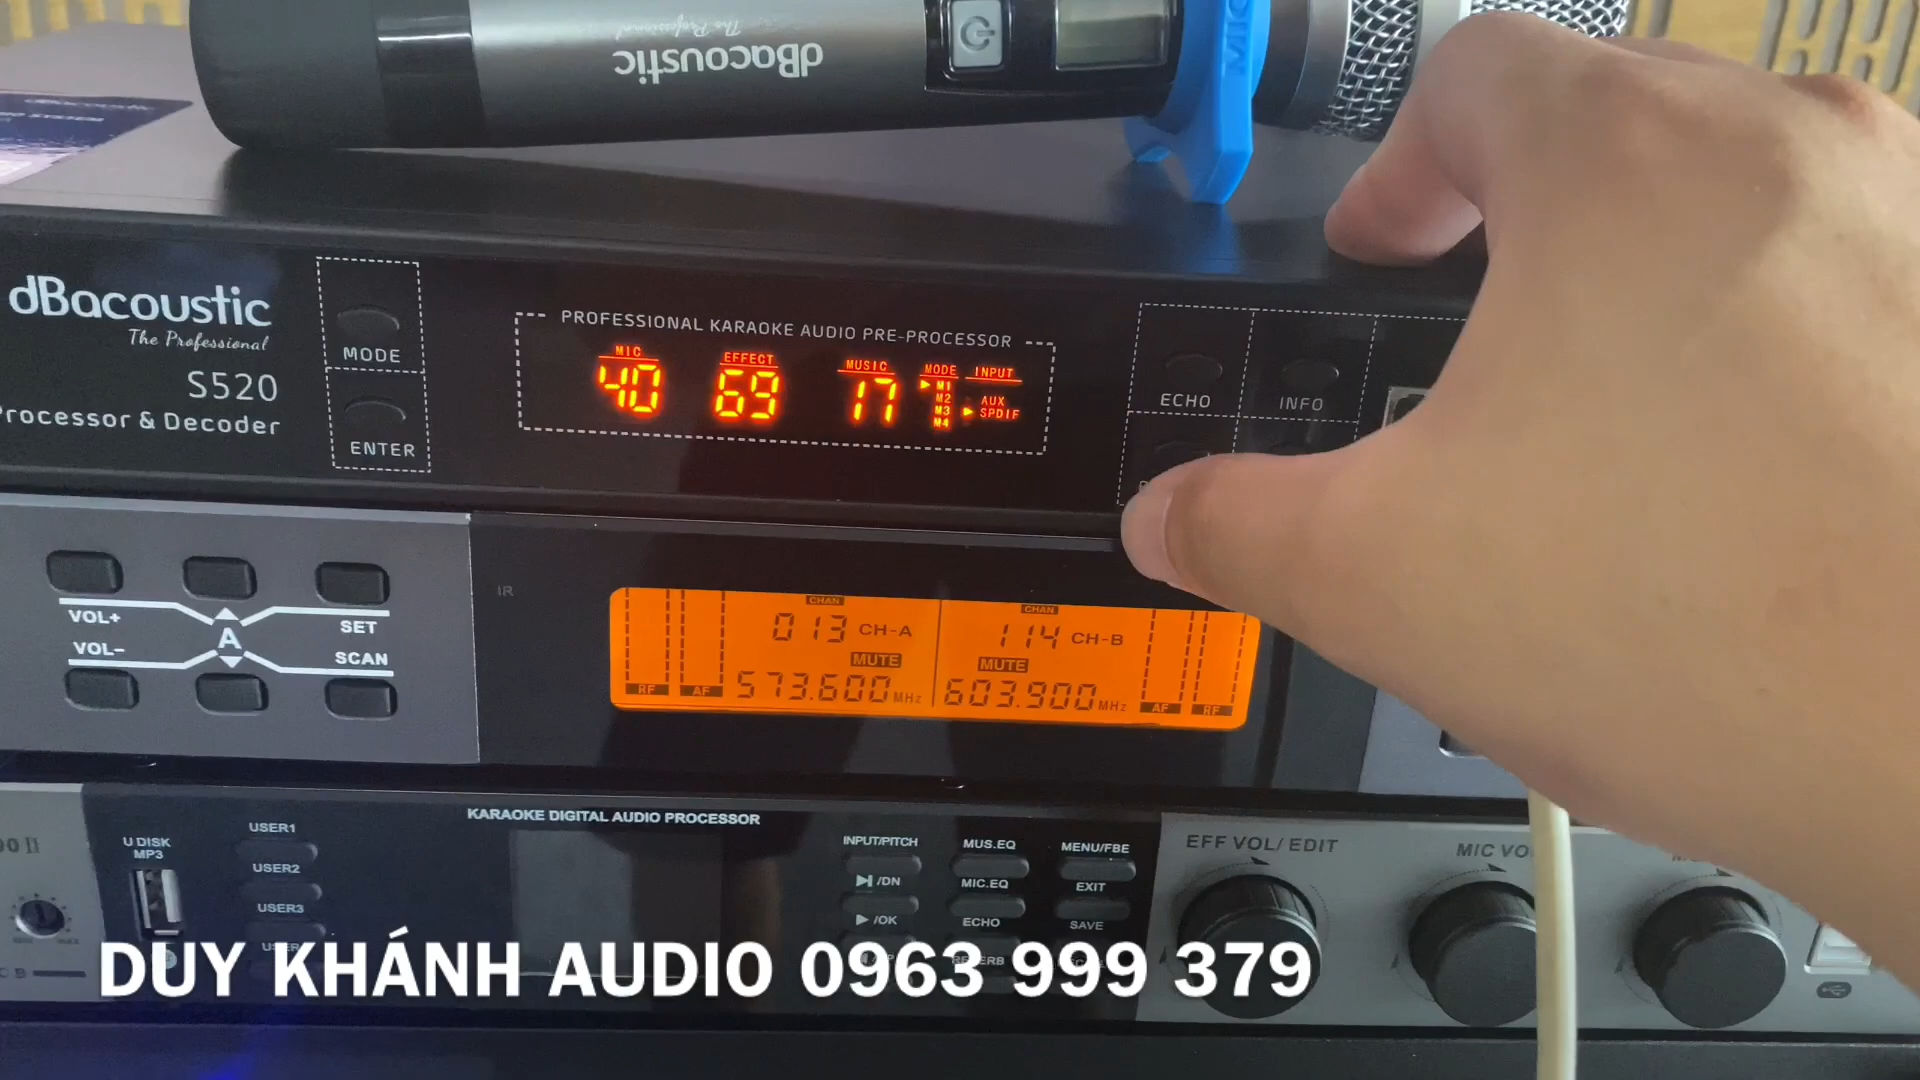 dBacoustic
The Professional
MIC
dBacoustic
dBacoustic
The Professional
S520
Processor & Decoder
MODE
ENTER
PROFESSIONAL KARAOKE AUDIO PRE-PROCESSOR
MIC
40
EFFECT
69
MUSIC
17
MODE
M1
M2
M3
M4
INPUT
AUX
SPDIF
ECHO
INFO
VOL+
VOL-
A
SET
SCAN
IR
CHAN
013 CH-A
MUTE
RF
AF
573.600 MHz
CHAN
114 CH-B
MUTE
603.900 MHz
AF
RF
KARAOKE DIGITAL AUDIO PROCESSOR
U DISK
MP3
USER1
USER2
USER3
INPUT/PITCH
/DN
/OK
MUS.EQ
MIC.EQ
ECHO
MENU/FBE
EXIT
SAVE
EFF VOL/ EDIT
MIC VO
DUY KHÁNH AUDIO 0963 999 379